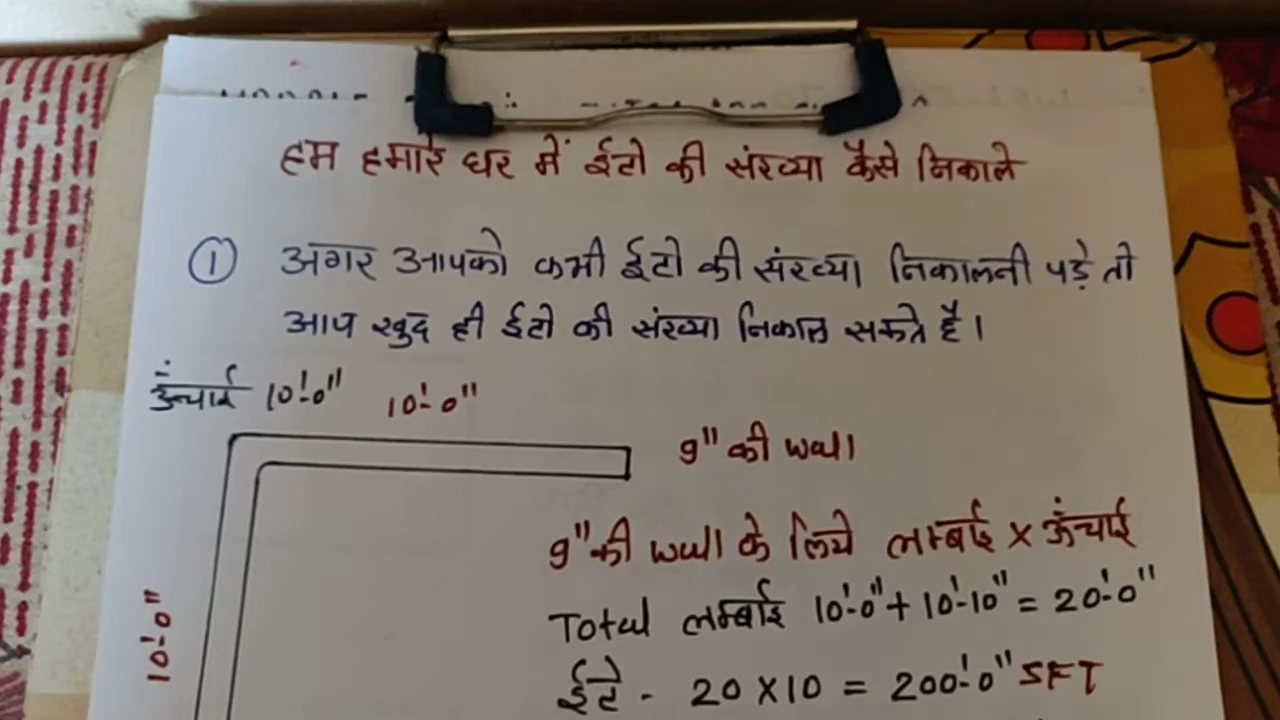 हम हमारे घर में ईटो की संख्या कैसे निकाले
① अगर आपको कभी ईटो की संख्या निकालनी पड़े तो
आप खुद ही ईटो की संख्या निकाल सकते है।
ऊंचाई 10'-0" 10'-0"
9" की wall
9" की wall के लिये लम्बाई × ऊंचाई
Total लम्बाई 10'-0" + 10'-10" = 20'-0"
10'-0"
ईटे - 20 × 10 = 200'-0" SFT